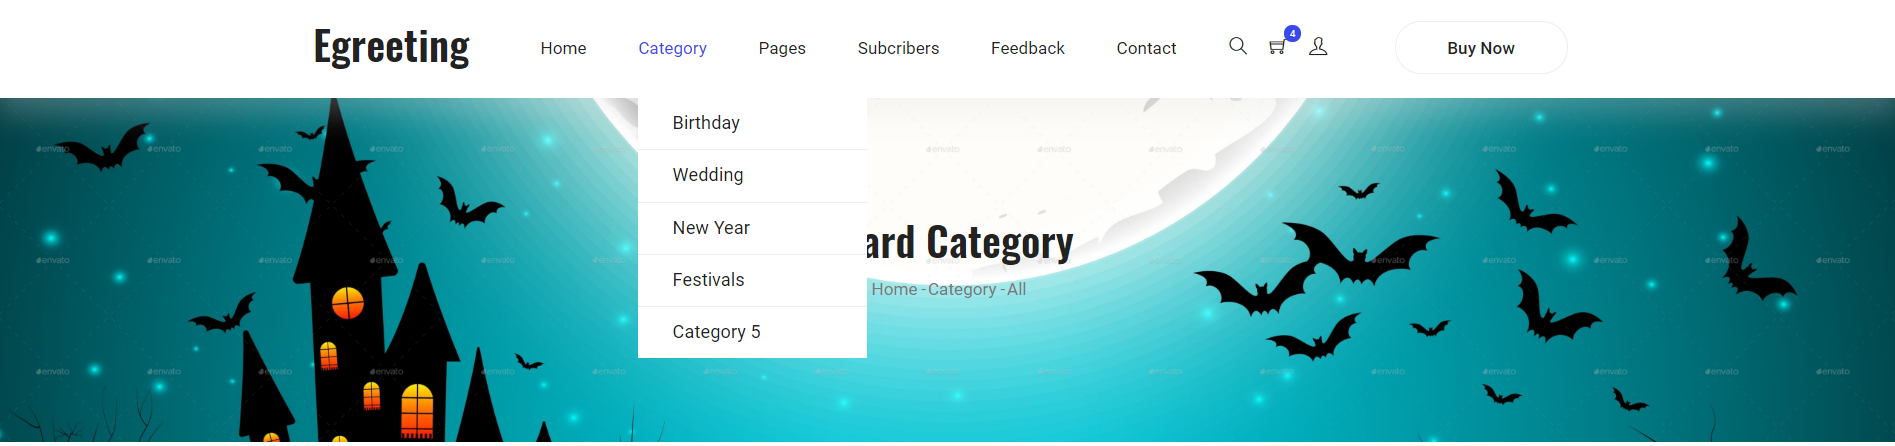 Egreeting
Home
Category
Pages
Subcribers
Feedback
Contact
4
Buy Now
Birthday
Wedding
New Year
Festivals
Category 5
ard Category
Home - Category - All
envato